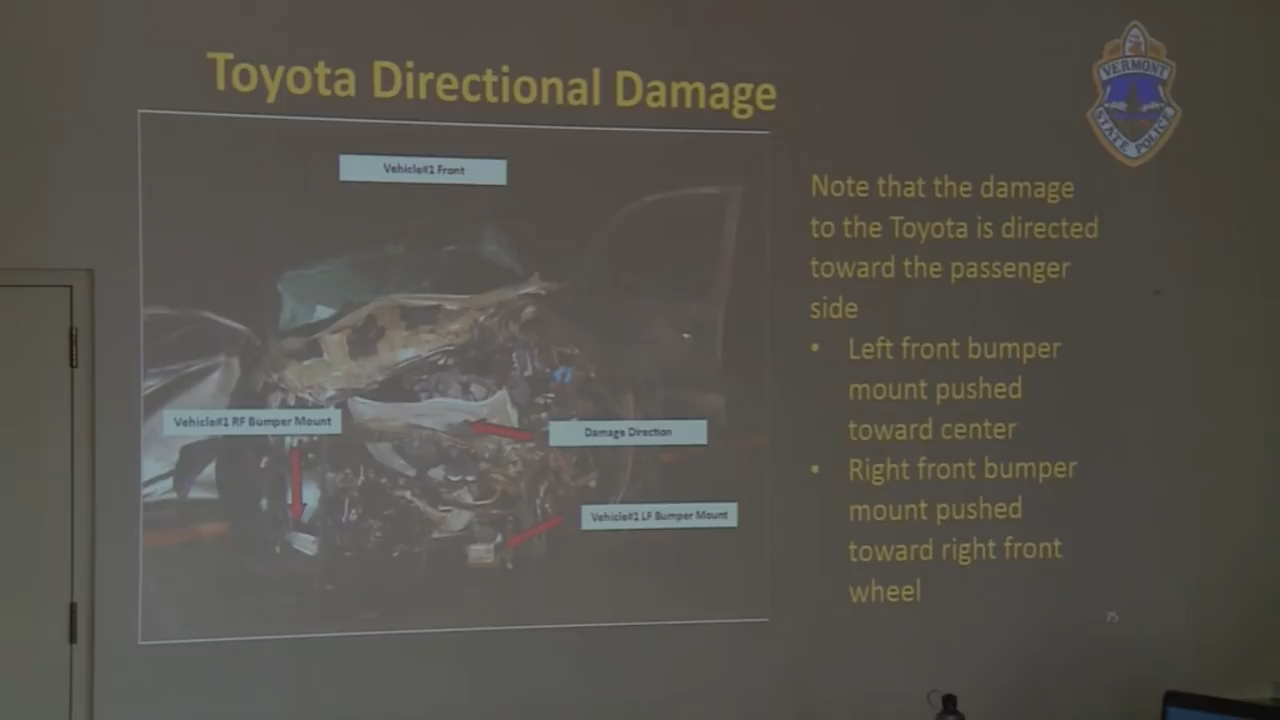 Toyota Directional Damage
VERMONT
STATE POLICE
Vehicle#1 Front
Vehicle#1 RF Bumper Mount
Damage Direction
Vehicle#1 LF Bumper Mount
Note that the damage
to the Toyota is directed
toward the passenger
side
• Left front bumper
mount pushed
toward center
• Right front bumper
mount pushed
toward right front
wheel
75